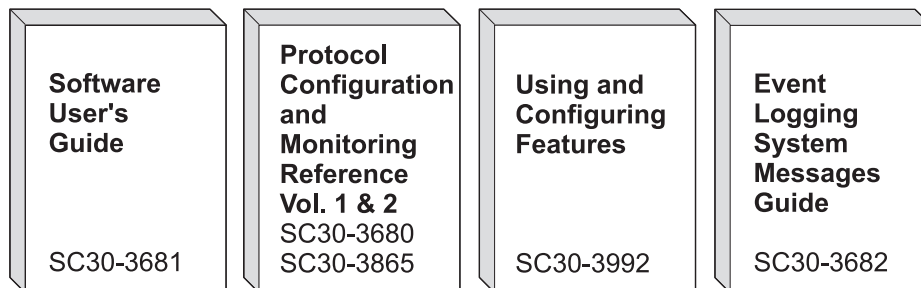 Software
User's
Guide
SC30-3681
Protocol
Configuration
and
Monitoring
Reference
Vol. 1 & 2
SC30-3680
SC30-3865
Using and
Configuring
Features
SC30-3992
Event
Logging
System
Messages
Guide
SC30-3682